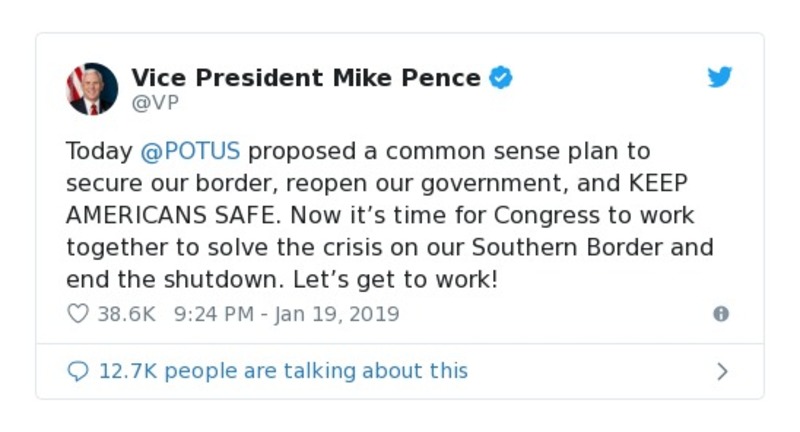 Vice President Mike Pence
@VP
Today @POTUS proposed a common sense plan to
secure our border, reopen our government, and KEEP
AMERICANS SAFE. Now it’s time for Congress to work
together to solve the crisis on our Southern Border and
end the shutdown. Let’s get to work!
38.6K 9:24 PM - Jan 19, 2019
12.7K people are talking about this